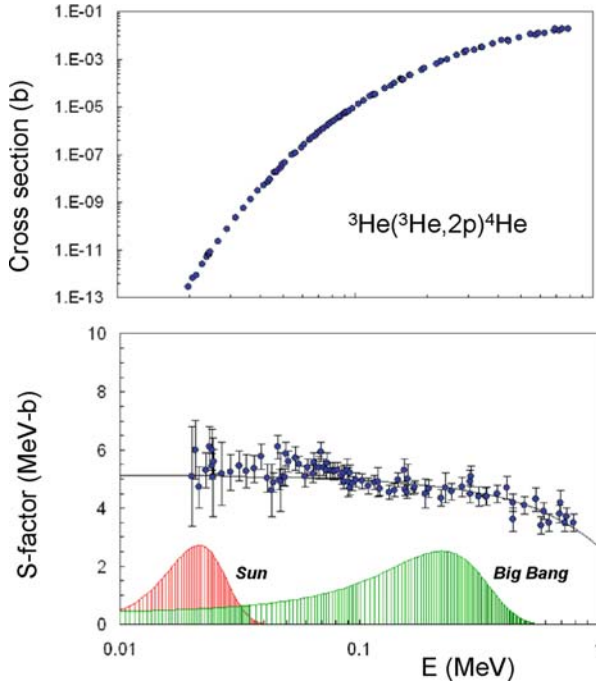 Cross section (b)
1.E-01
1.E-03
1.E-05
1.E-07
1.E-09
1.E-11
1.E-13
³He(³He,2p)⁴He
S-factor (MeV-b)
10
8
6
4
2
0
Sun
Big Bang
0.01
0.1
1
E (MeV)